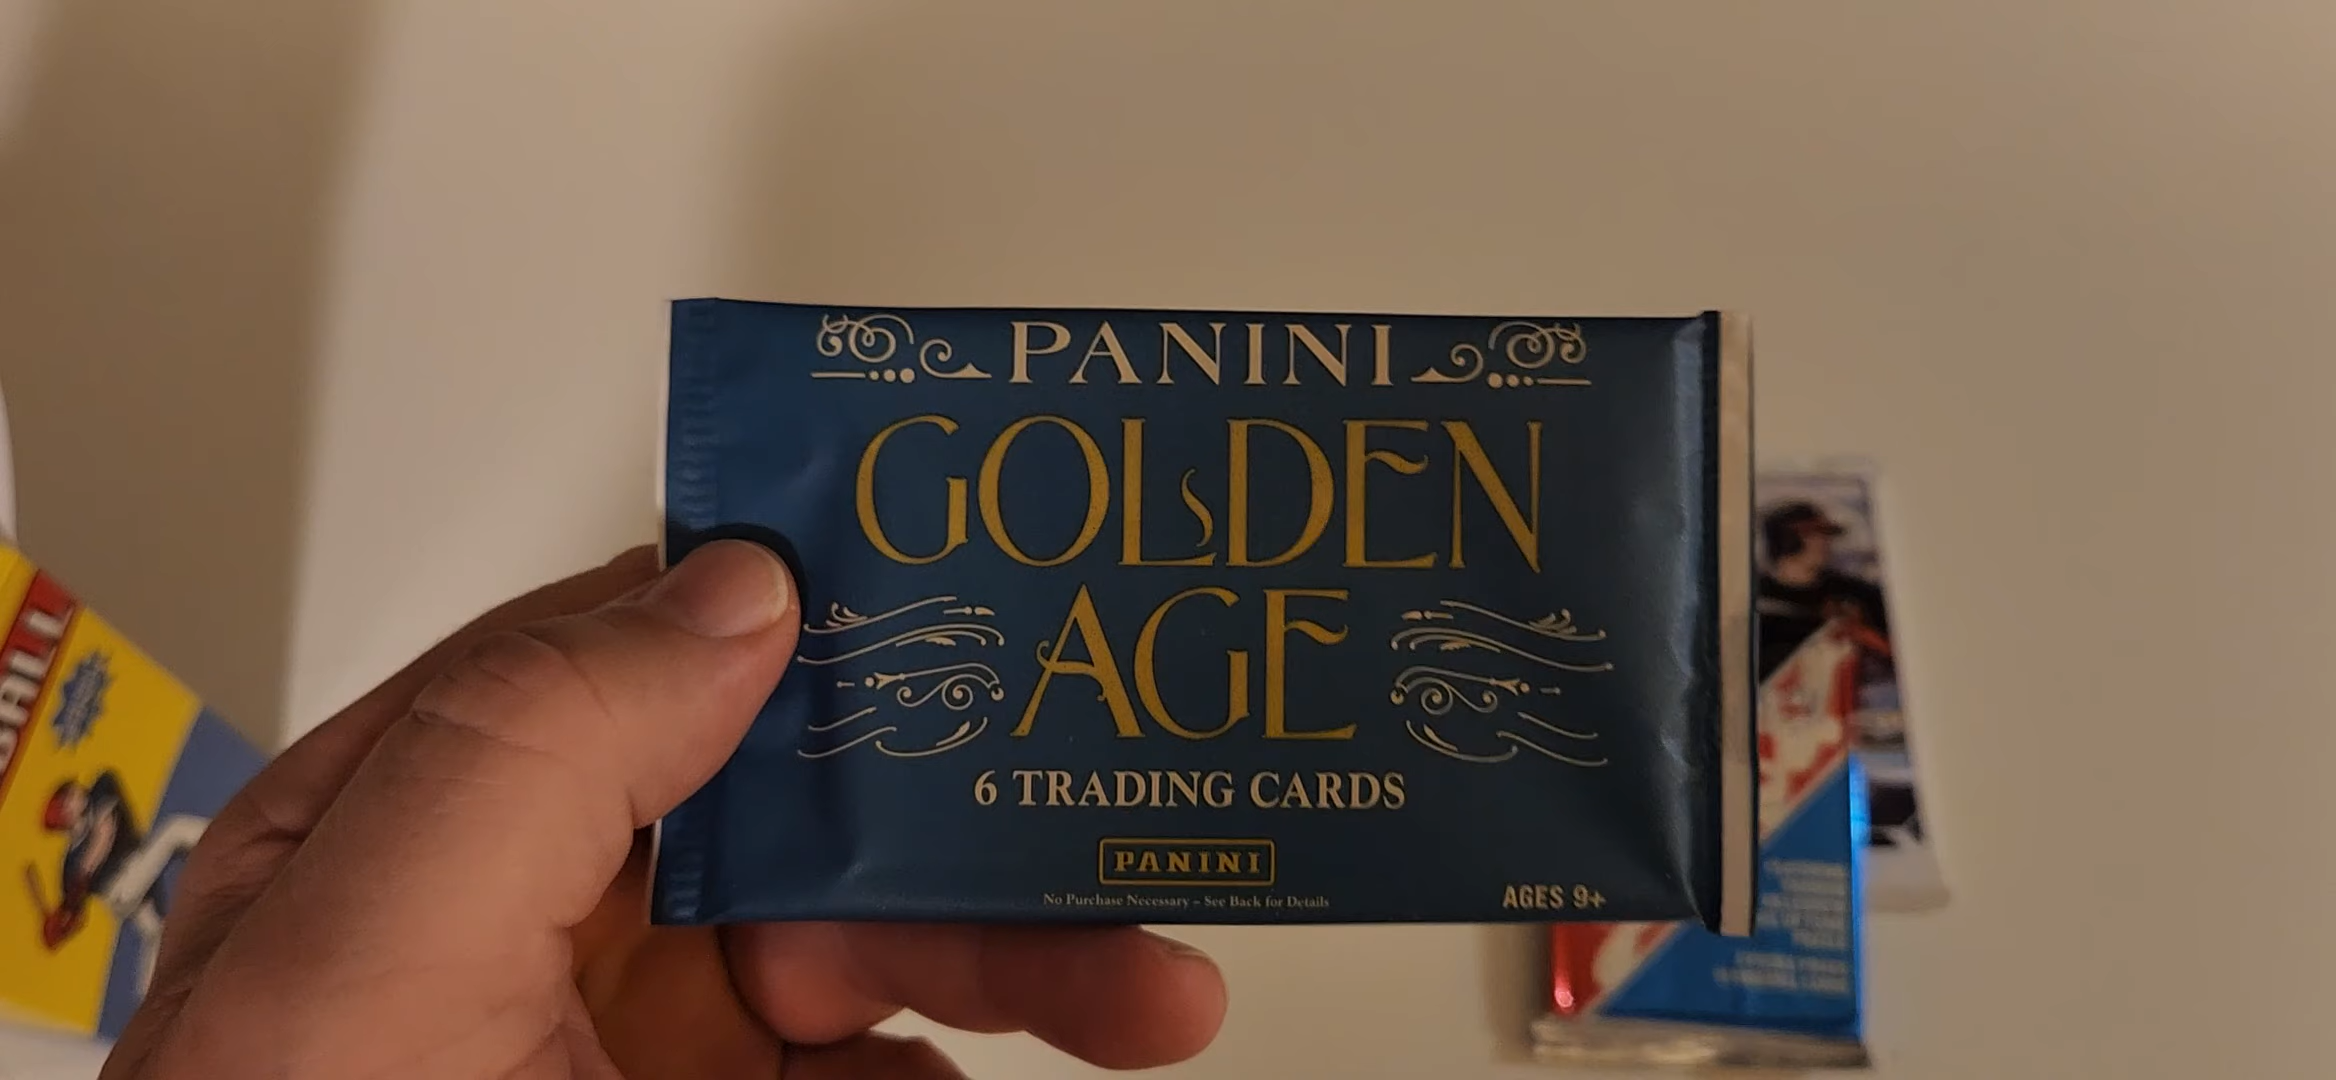 PANINI
GOLDEN
AGE
6 TRADING CARDS
PANINI
No Purchase Necessary – See Back for Details
AGES 9+